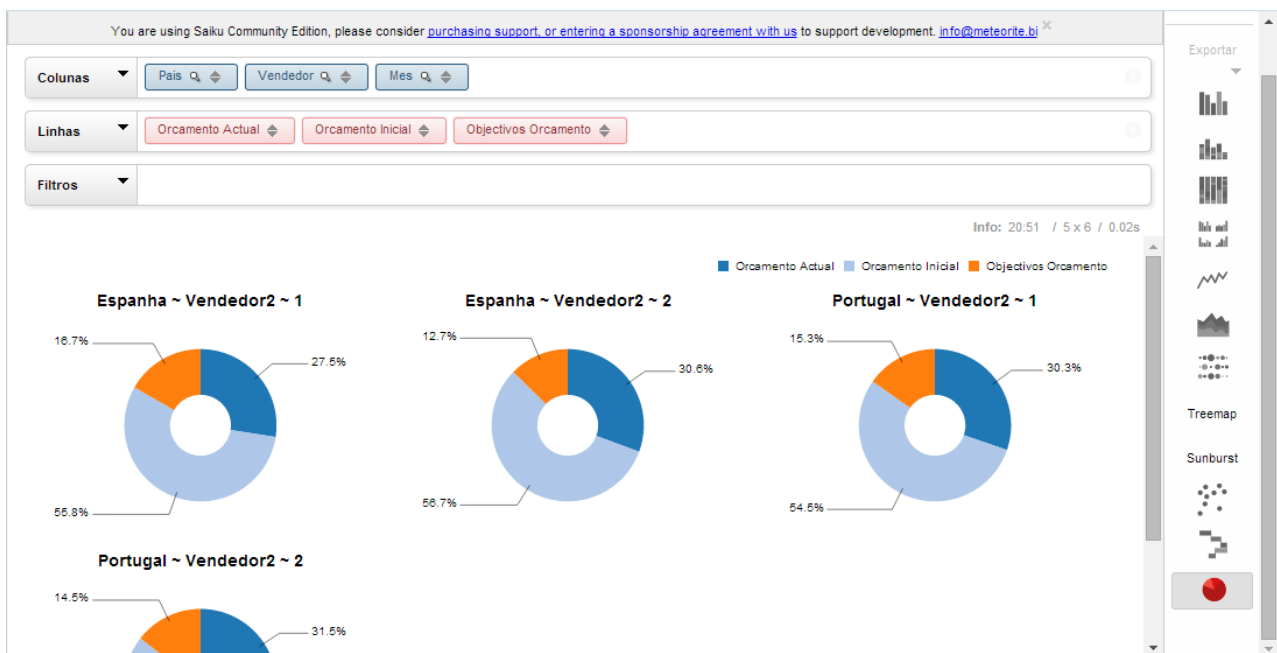 You are using Saiku Community Edition, please consider purchasing support, or entering a sponsorship agreement with us to support development. info@meteorite.bi ×
Exportar
Colunas Pais Vendedor Mes
Linhas Orcamento Actual Orcamento Inicial Objectivos Orcamento
Filtros
Info: 20:51 / 5 x 6 / 0.02s
Orcamento Actual Orcamento Inicial Objectivos Orcamento
Espanha ~ Vendedor2 ~ 1
16.7%
27.5%
55.8%
Espanha ~ Vendedor2 ~ 2
12.7%
30.6%
56.7%
Portugal ~ Vendedor2 ~ 1
15.3%
30.3%
54.5%
Portugal ~ Vendedor2 ~ 2
14.5%
31.5%
Treemap
Sunburst